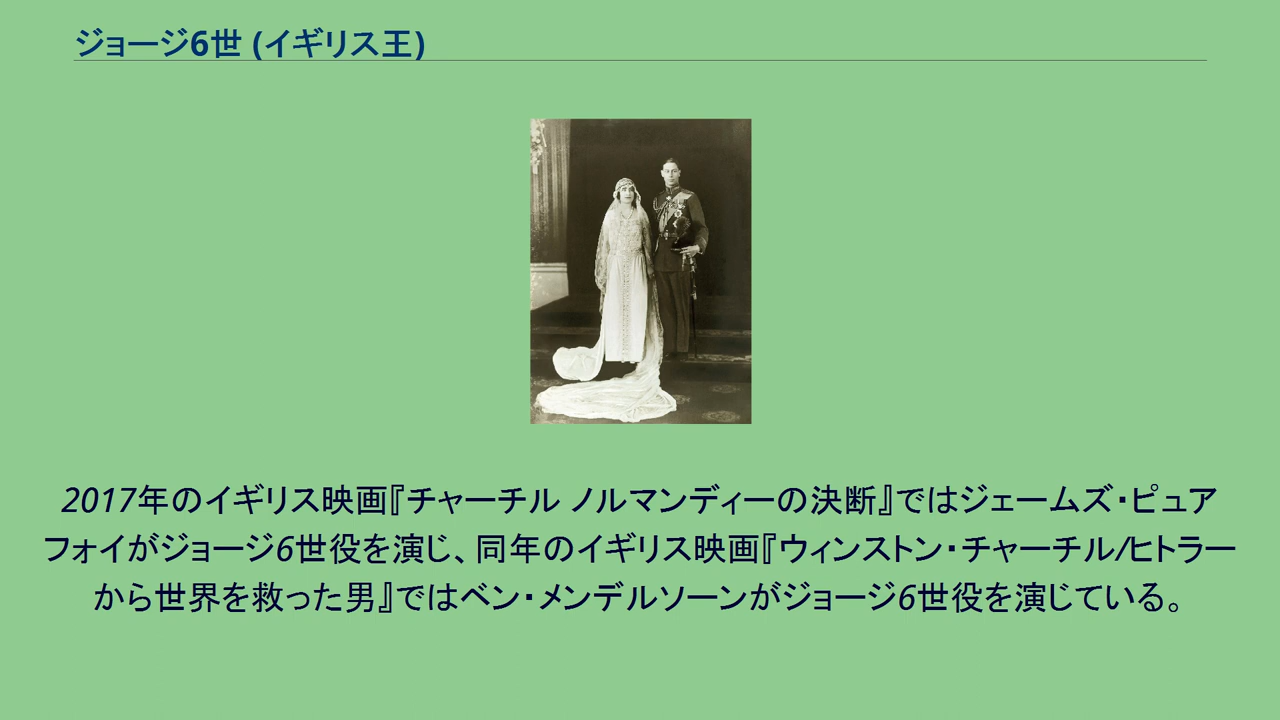 ジョージ6世 (イギリス王)
2017年のイギリス映画『チャーチル ノルマンディーの決断』ではジェームズ・ピュア
フォイがジョージ6世役を演じ、同年のイギリス映画『ウィンストン・チャーチル/ヒトラー
から世界を救った男』ではベン・メンデルソーンがジョージ6世役を演じている。